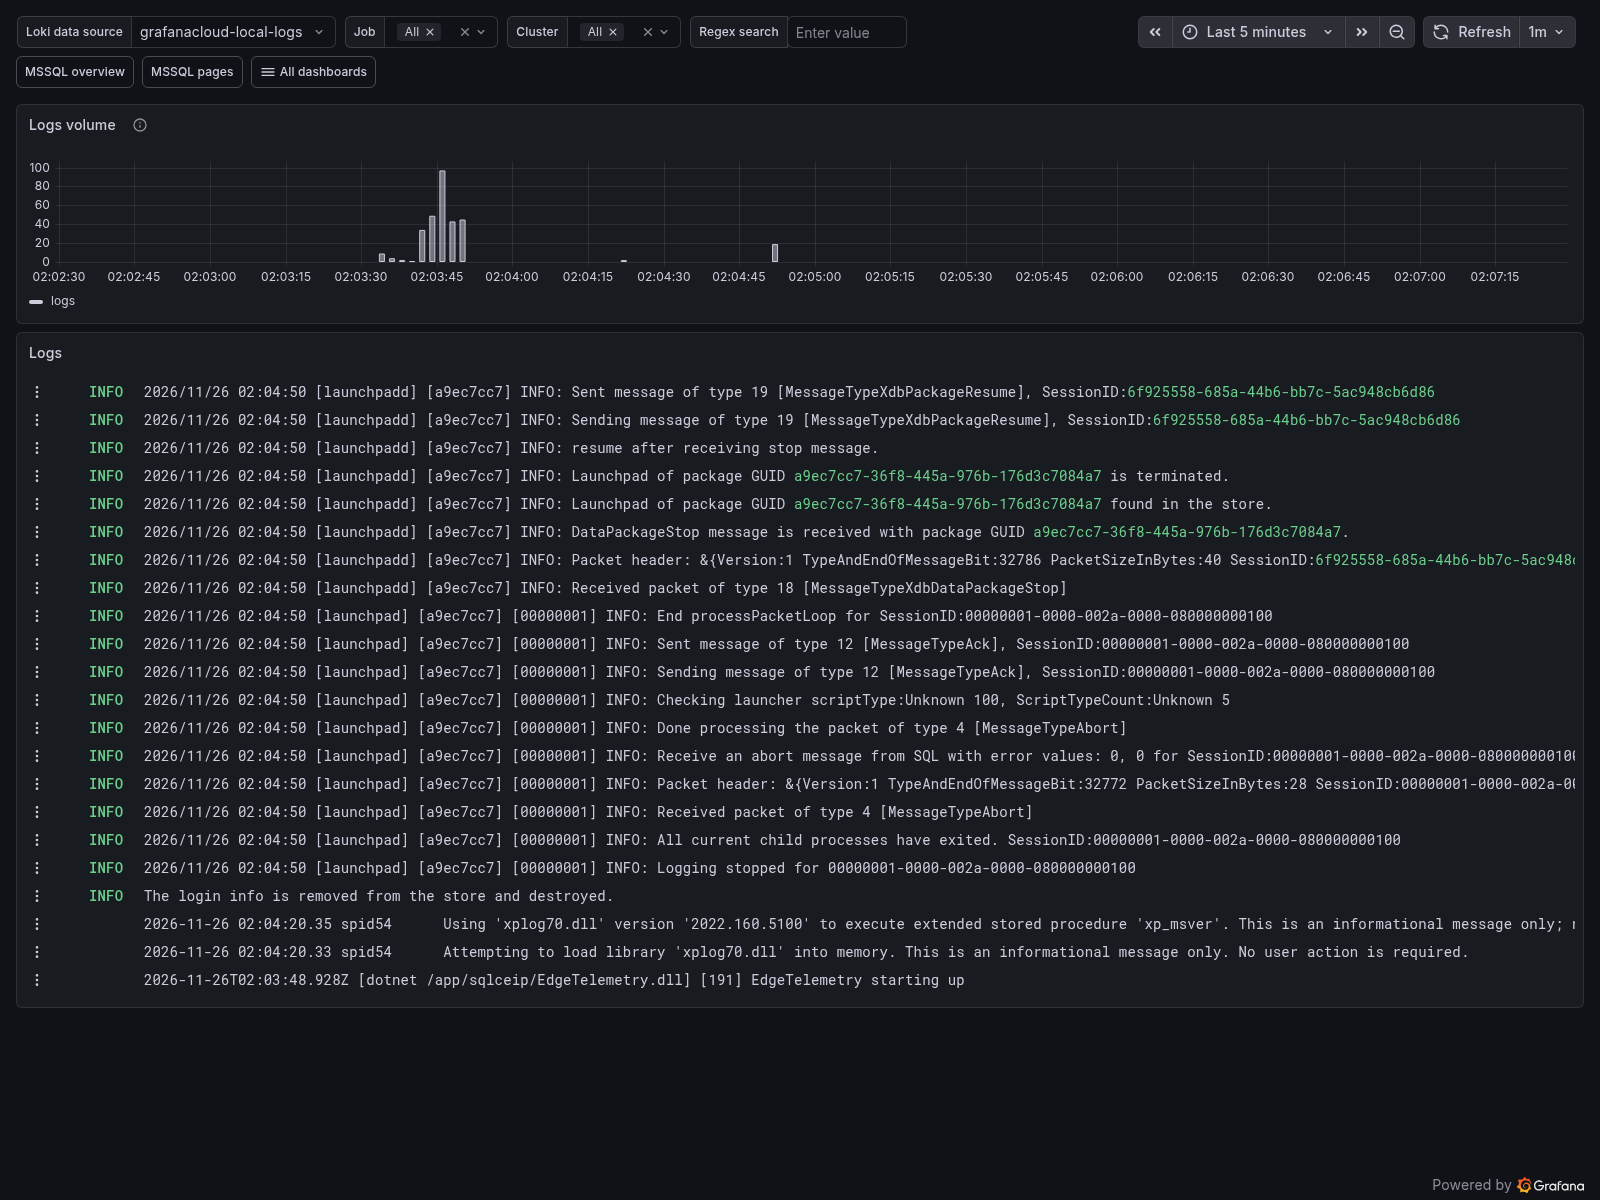 Loki data source grafanacloud-local-logs Job All Cluster All Regex search Enter value Last 5 minutes Refresh 1m
MSSQL overview MSSQL pages All dashboards
Logs volume
100
80
60
40
20
0
02:02:30 02:02:45 02:03:00 02:03:15 02:03:30 02:03:45 02:04:00 02:04:15 02:04:30 02:04:45 02:05:00 02:05:15 02:05:30 02:05:45 02:06:00 02:06:15 02:06:30 02:06:45 02:07:00 02:07:15
logs
Logs
INFO 2026/11/26 02:04:50 [launchpadd] [a9ec7cc7] INFO: Sent message of type 19 [MessageTypeXdbPackageResume], SessionID:6f925558-685a-44b6-bb7c-5ac948cb6d86
INFO 2026/11/26 02:04:50 [launchpadd] [a9ec7cc7] INFO: Sending message of type 19 [MessageTypeXdbPackageResume], SessionID:6f925558-685a-44b6-bb7c-5ac948cb6d86
INFO 2026/11/26 02:04:50 [launchpadd] [a9ec7cc7] INFO: resume after receiving stop message.
INFO 2026/11/26 02:04:50 [launchpadd] [a9ec7cc7] INFO: Launchpad of package GUID a9ec7cc7-36f8-445a-976b-176d3c7084a7 is terminated.
INFO 2026/11/26 02:04:50 [launchpadd] [a9ec7cc7] INFO: Launchpad of package GUID a9ec7cc7-36f8-445a-976b-176d3c7084a7 found in the store.
INFO 2026/11/26 02:04:50 [launchpadd] [a9ec7cc7] INFO: DataPackageStop message is received with package GUID a9ec7cc7-36f8-445a-976b-176d3c7084a7.
INFO 2026/11/26 02:04:50 [launchpadd] [a9ec7cc7] INFO: Packet header: &{Version:1 TypeAndEndOfMessageBit:32786 PacketSizeInBytes:40 SessionID:6f925558-685a-44b6-bb7c-5ac948
INFO 2026/11/26 02:04:50 [launchpadd] [a9ec7cc7] INFO: Received packet of type 18 [MessageTypeXdbDataPackageStop]
INFO 2026/11/26 02:04:50 [launchpad] [a9ec7cc7] [00000001] INFO: End processPacketLoop for SessionID:00000001-0000-002a-0000-080000000100
INFO 2026/11/26 02:04:50 [launchpad] [a9ec7cc7] [00000001] INFO: Sent message of type 12 [MessageTypeAck], SessionID:00000001-0000-002a-0000-080000000100
INFO 2026/11/26 02:04:50 [launchpad] [a9ec7cc7] [00000001] INFO: Sending message of type 12 [MessageTypeAck], SessionID:00000001-0000-002a-0000-080000000100
INFO 2026/11/26 02:04:50 [launchpad] [a9ec7cc7] [00000001] INFO: Checking launcher scriptType:Unknown 100, ScriptTypeCount:Unknown 5
INFO 2026/11/26 02:04:50 [launchpad] [a9ec7cc7] [00000001] INFO: Done processing the packet of type 4 [MessageTypeAbort]
INFO 2026/11/26 02:04:50 [launchpad] [a9ec7cc7] [00000001] INFO: Receive an abort message from SQL with error values: 0, 0 for SessionID:00000001-0000-002a-0000-080000000100
INFO 2026/11/26 02:04:50 [launchpad] [a9ec7cc7] [00000001] INFO: Packet header: &{Version:1 TypeAndEndOfMessageBit:32772 PacketSizeInBytes:28 SessionID:00000001-0000-002a-00
INFO 2026/11/26 02:04:50 [launchpad] [a9ec7cc7] [00000001] INFO: Received packet of type 4 [MessageTypeAbort]
INFO 2026/11/26 02:04:50 [launchpad] [a9ec7cc7] [00000001] INFO: All current child processes have exited. SessionID:00000001-0000-002a-0000-080000000100
INFO 2026/11/26 02:04:50 [launchpad] [a9ec7cc7] [00000001] INFO: Logging stopped for 00000001-0000-002a-0000-080000000100
INFO The login info is removed from the store and destroyed.
2026-11-26 02:04:20.35 spid54 Using 'xplog70.dll' version '2022.160.5100' to execute extended stored procedure 'xp_msver'. This is an informational message only;
2026-11-26 02:04:20.33 spid54 Attempting to load library 'xplog70.dll' into memory. This is an informational message only. No user action is required.
2026-11-26T02:03:48.928Z [dotnet /app/sqlceip/EdgeTelemetry.dll] [191] EdgeTelemetry starting up
Powered by Grafana